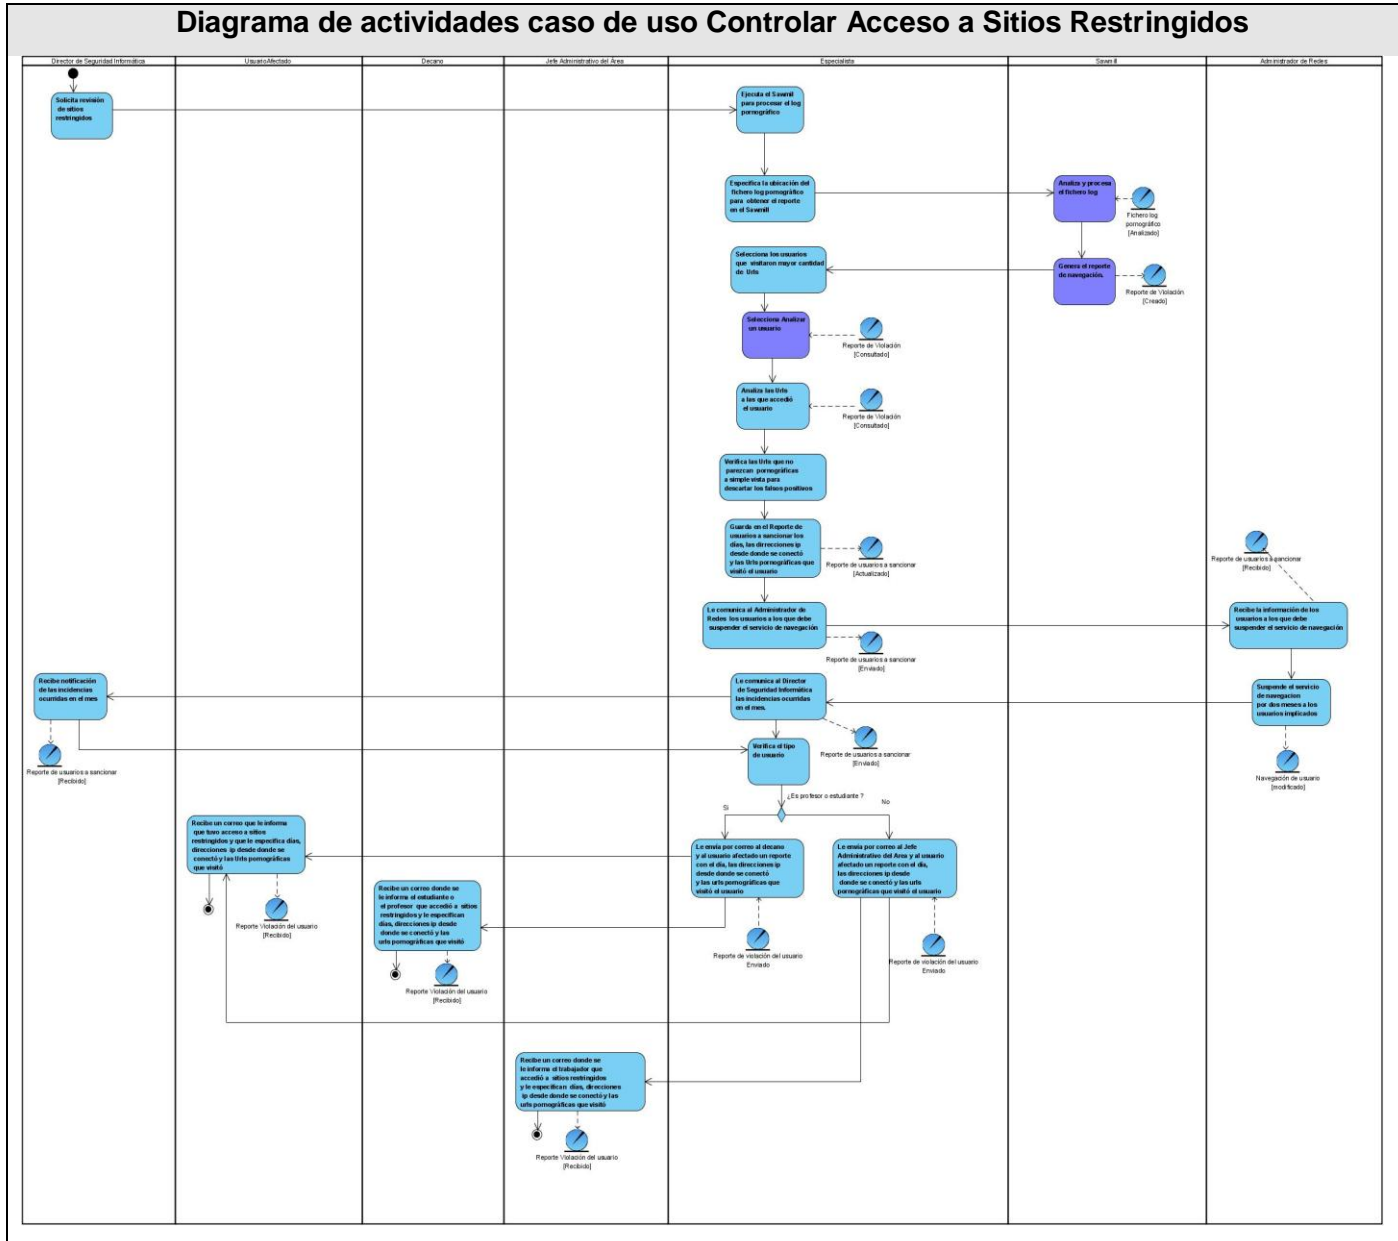 Diagrama de actividades caso de uso Controlar Acceso a Sitios Restringidos
Director de Seguridad Informática
UsuarioAfectado
Decano
Jefe Administrativo del Área
Especialista
Sawmill
Administrador de Redes
Solicita revisión
de sitios
restringidos
Ejecuta el Sawmil
para procesar el log
pornográfico
Especifica la ubicación del
fichero log pornográfico
para obtener el reporte
en el Sawmill
Analiza y procesa
el fichero log
Fichero log
pornográfico
[Analizado]
Selecciona los usuarios
que visitaron mayor cantidad
de Urls
Genera el reporte
de navegación.
Reporte de Violación
[Creado]
Selecciona Analizar
un usuario
Reporte de Violación
[Consultado]
Analiza las Urls
a las que accedió
el usuario
Reporte de Violación
[Consultado]
Verifica las Urls que no
parezcan pornográficas
a simple vista para
descartar los falsos positivos
Guarda en el Reporte de
usuarios a sancionar los
días, las dirrecciones ip
desde donde se conectó
y las Urls pornográficas que
visitó el usuario
Reporte de usuarios a sancionar
[Actualizado]
Reporte de usuarios a sancionar
[Recibido]
Le comunica al Administrador de
Redes los usuarios a los que debe
suspender el servicio de navegación
Reporte de usuarios a sancionar
[Enviado]
Recibe la información de los
usuarios a los que debe
suspender el servicio de navegación
Recibe notificación
de las incidencias
ocurridas en el mes
Reporte de usuarios a sancionar
[Recibido]
Le comunica al Director
de Seguridad Informática
las incidencias ocurridas
en el mes.
Reporte de usuarios a sancionar
[Enviado]
Suspende el servicio
de navegacion
por dos meses a los
usuarios implicados
Navegación de usuario
[modificado]
Verifica el tipo
de usuario
¿Es profesor o estudiante ?
Si
No
Recibe un correo que le informa
que tuvo acceso a sitios
restringidos y que le especifica días,
direcciones ip desde donde se
conectó y las Urls pornográficas
que visitó
Reporte Violación del usuario
[Recibido]
Le envía por correo al decano
y al usuario afectado un reporte
con el día, las direcciones ip
desde donde se conectó
y las urls pornográficas que
visitó el usuario
Reporte de violación del usuario
Enviado
Le envía por correo al Jefe
Administrativo del Area y al usuario
afectado un reporte con el día,
las direcciones ip desde
donde se conectó y las urls
pornográficas que visitó el usuario
Reporte de violación del usuario
Enviado
Recibe un correo donde se
le informa el estudiante o
el profesor que accedió a sitios
restringidos y le especifican
días, direcciones ip desde
donde se conectó y las
urls pornográficas que visitó
Reporte Violación del usuario
[Recibido]
Recibe un correo donde se
le informa el trabajador que
accedió a sitios restringidos
y le especifican días, direcciones
ip desde donde se conectó y las
urls pornográficas que visitó
Reporte Violación del usuario
[Recibido]